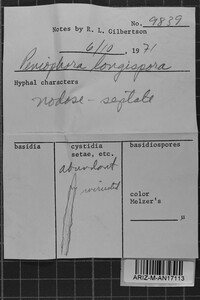 No. 9839
Notes by R. L. Gilbertson
6/10, 1971
Peniophora longispora
Hyphal characters
nodose-septate
basidia
cystidia
setae, etc.
basidiospores
abundant
color
Melzer's
μ
ARIZ-M-AN17113